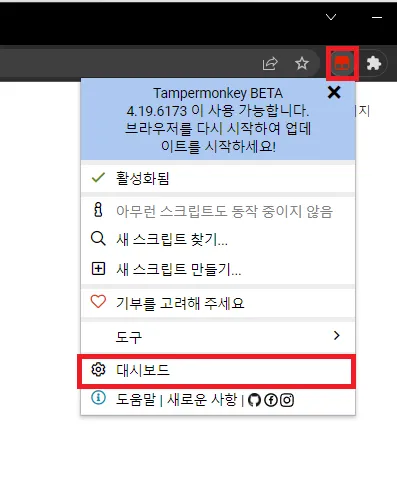 Tampermonkey BETA
4.19.6173 이 사용 가능합니다.
브라우저를 다시 시작하여 업데
이트를 시작하세요!
지
활성화됨
아무런 스크립트도 동작 중이지 않음
새 스크립트 찾기...
새 스크립트 만들기...
기부를 고려해 주세요
도구
대시보드
도움말 | 새로운 사항 |